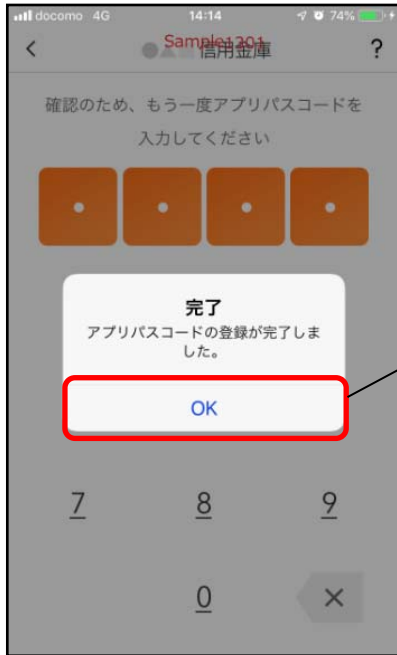 docomo 4G 14:14 74%
Sample1201
信用金庫 ?
確認のため、もう一度アプリパスコードを
入力してください
完了
アプリパスコードの登録が完了しま
した。
OK
7 8 9
0